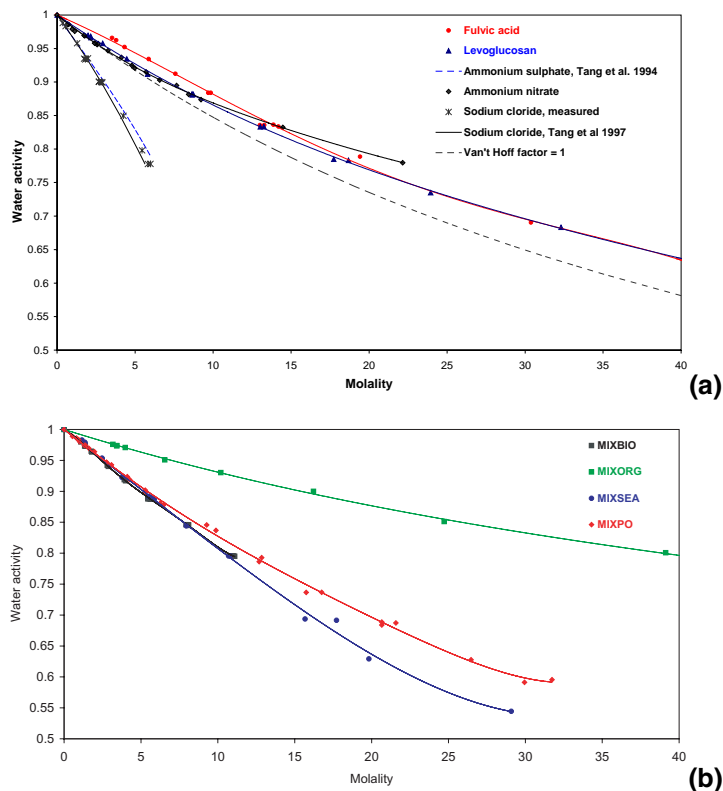 1
0.95
0.9
0.85
0.8
0.75
0.7
0.65
0.6
0.55
0.5
Water activity
0 5 10 15 20 25 30 35 40
Molality
Fulvic acid
Levoglucosan
Ammonium sulphate, Tang et al. 1994
Ammonium nitrate
Sodium cloride, measured
Sodium cloride, Tang et al 1997
Van't Hoff factor = 1
(a)
1
0.95
0.9
0.85
0.8
0.75
0.7
0.65
0.6
0.55
0.5
Water activity
0 5 10 15 20 25 30 35 40
Molality
MIXBIO
MIXORG
MIXSEA
MIXPO
(b)